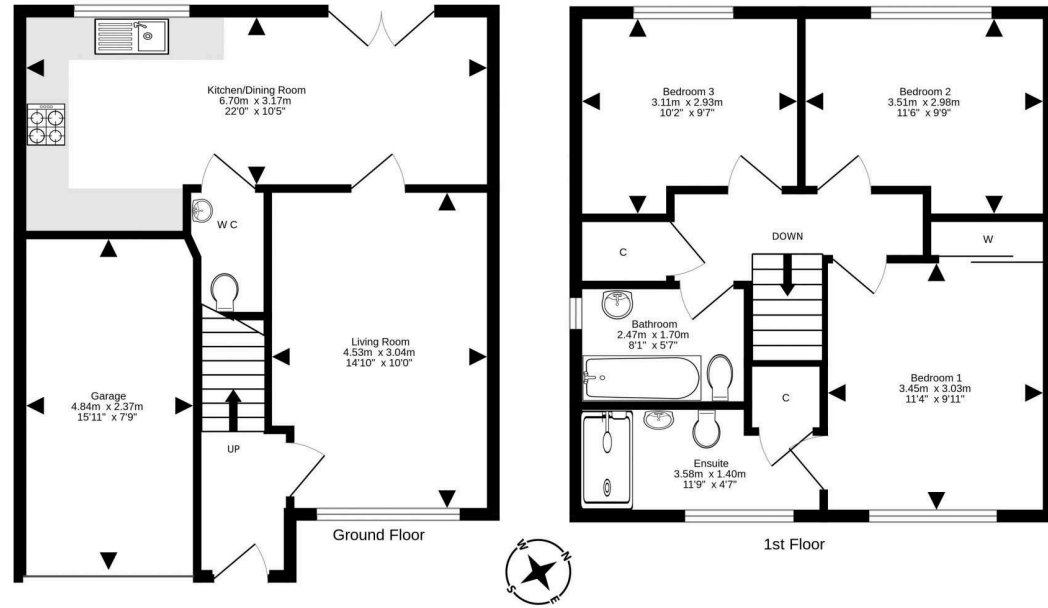 Kitchen/Dining Room
6.70m x 3.17m
22'0" x 10'5"
W C
Living Room
4.53m x 3.04m
14'10" x 10'0"
Garage
4.84m x 2.37m
15'11" x 7'9"
UP
Ground Floor
Bedroom 3
3.11m x 2.93m
10'2" x 9'7"
Bedroom 2
3.51m x 2.98m
11'6" x 9'9"
C
DOWN
W
Bathroom
2.47m x 1.70m
8'1" x 5'7"
C
Bedroom 1
3.45m x 3.03m
11'4" x 9'11"
Ensuite
3.58m x 1.40m
11'9" x 4'7"
1st Floor
W
N
S
E